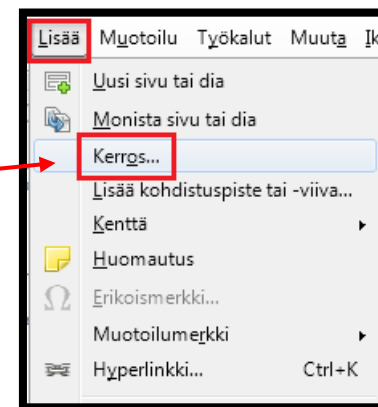 Lisää Muotoilu Työkalut Muuta Ik
Uusi sivu tai dia
Monista sivu tai dia
Kerros...
Lisää kohdistuspiste tai -viiva...
Kenttä
Huomautus
Erikoismerkki...
Muotoilumerkki
Hyperlinkki... Ctrl+K